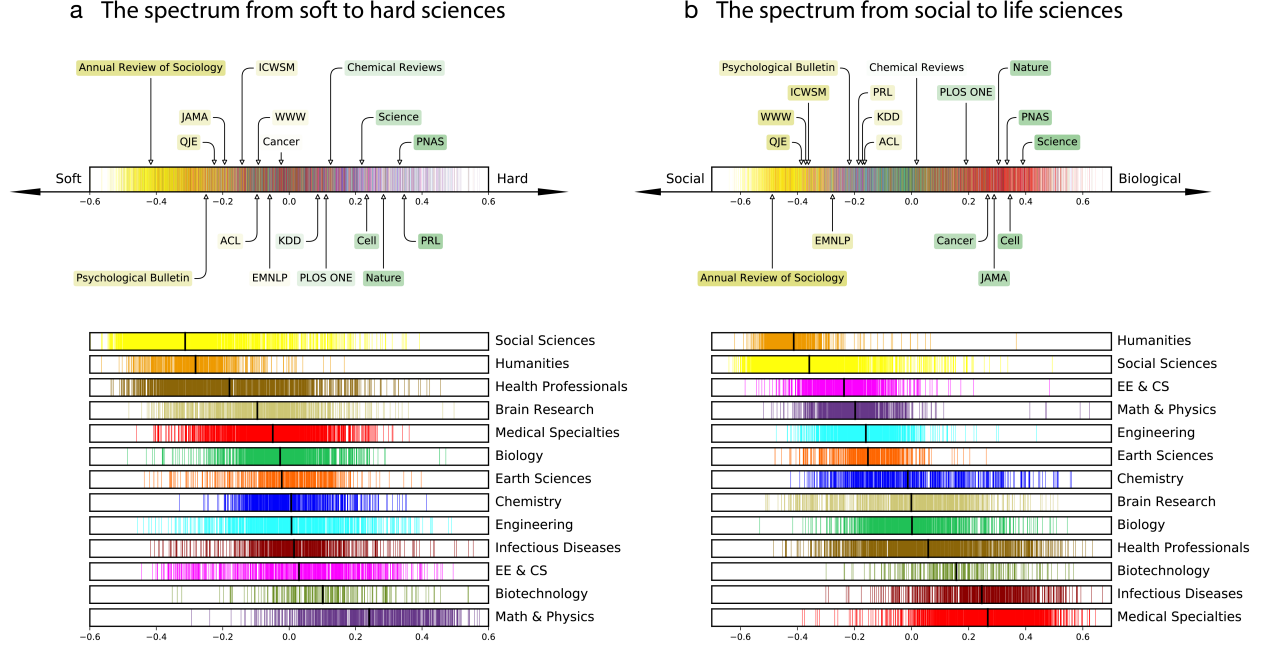 a The spectrum from soft to hard sciences
Annual Review of Sociology ICWSM Chemical Reviews
JAMA WWW Science
QJE Cancer PNAS
Soft Hard
−0.6 −0.4 −0.2 0.0 0.2 0.4 0.6
ACL KDD Cell PRL
Psychological Bulletin EMNLP PLOS ONE Nature
Social Sciences
Humanities
Health Professionals
Brain Research
Medical Specialties
Biology
Earth Sciences
Chemistry
Engineering
Infectious Diseases
EE & CS
Biotechnology
Math & Physics
−0.6 −0.4 −0.2 0.0 0.2 0.4 0.6
b The spectrum from social to life sciences
Psychological Bulletin Chemical Reviews Nature
ICWSM PRL PLOS ONE
WWW KDD PNAS
QJE ACL Science
Social Biological
−0.6 −0.4 −0.2 0.0 0.2 0.4 0.6
EMNLP Cancer Cell
Annual Review of Sociology JAMA
Humanities
Social Sciences
EE & CS
Math & Physics
Engineering
Earth Sciences
Chemistry
Brain Research
Biology
Health Professionals
Biotechnology
Infectious Diseases
Medical Specialties
−0.6 −0.4 −0.2 0.0 0.2 0.4 0.6